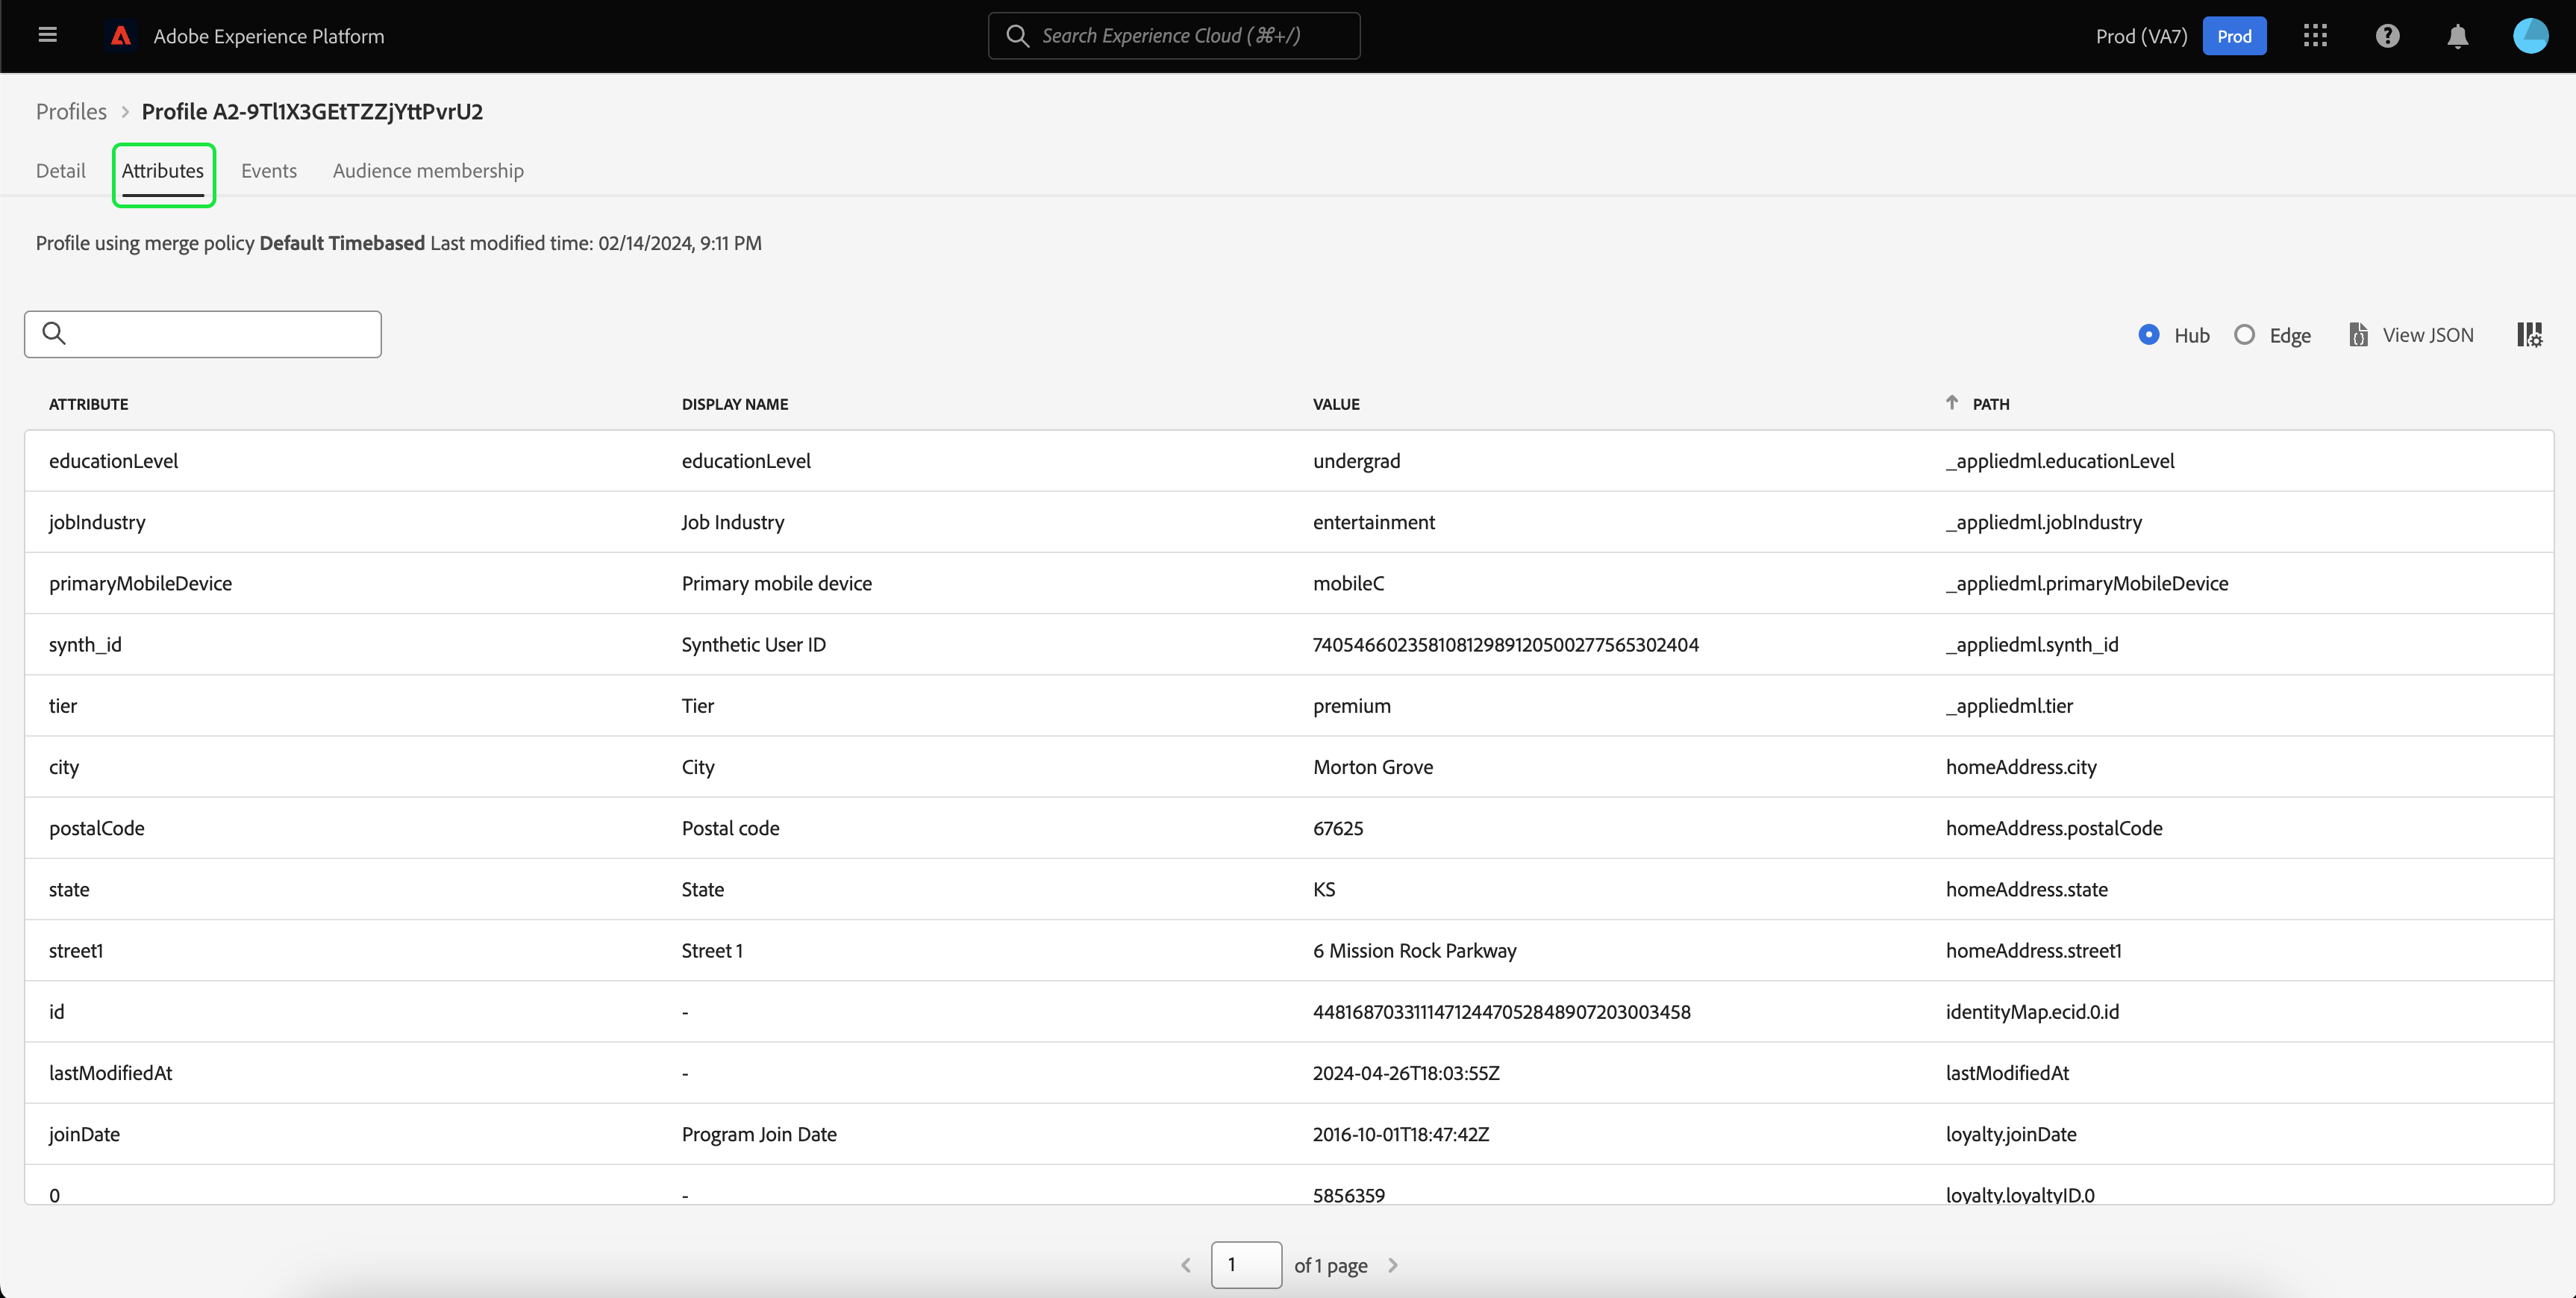 Adobe Experience Platform
Search Experience Cloud (⌘+/)
Prod (VA7) Prod
Profiles > Profile A2-9Tl1X3GEtTZZjYttPvrU2
Detail Attributes Events Audience membership
Profile using merge policy Default Timebased Last modified time: 02/14/2024, 9:11 PM
Hub Edge View JSON
ATTRIBUTE DISPLAY NAME VALUE ↑ PATH
educationLevel educationLevel undergrad _appliedml.educationLevel
jobIndustry Job Industry entertainment _appliedml.jobIndustry
primaryMobileDevice Primary mobile device mobileC _appliedml.primaryMobileDevice
synth_id Synthetic User ID 74054660235810812989120500277565302404 _appliedml.synth_id
tier Tier premium _appliedml.tier
city City Morton Grove homeAddress.city
postalCode Postal code 67625 homeAddress.postalCode
state State KS homeAddress.state
street1 Street 1 6 Mission Rock Parkway homeAddress.street1
id - 44816870331114712447052848907203003458 identityMap.ecid.0.id
lastModifiedAt - 2024-04-26T18:03:55Z lastModifiedAt
joinDate Program Join Date 2016-10-01T18:47:42Z loyalty.joinDate
0 - 5856359 loyalty.loyaltyID.0
< 1 of 1 page >